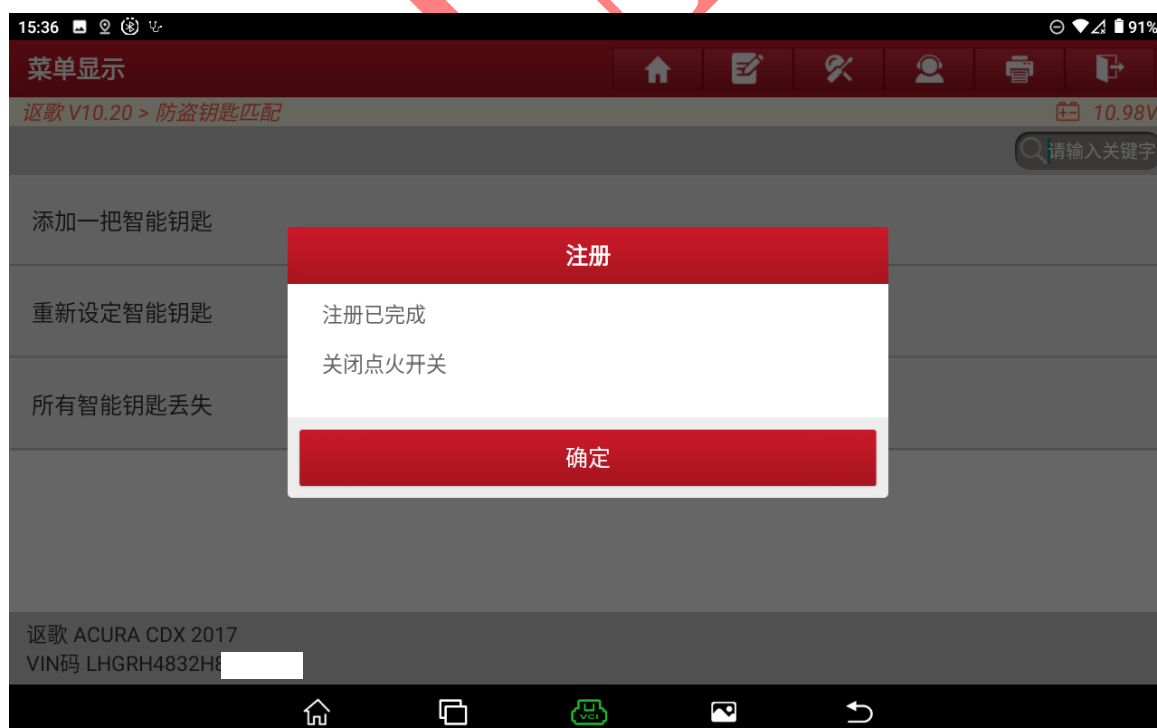 15:36
91%
菜单显示
讴歌 V10.20 > 防盗钥匙匹配
10.98V
请输入关键字
添加一把智能钥匙
重新设定智能钥匙
所有智能钥匙丢失
注册
注册已完成
关闭点火开关
确定
讴歌 ACURA CDX 2017
VIN码 LHGRH4832H
VCI